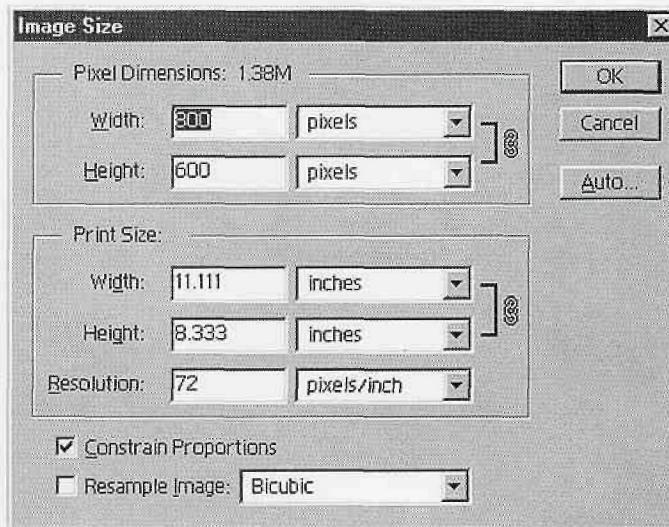 Image Size
Pixel Dimensions: 1.38M
Width: 800 pixels
Height: 600 pixels
Print Size:
Width: 11.111 inches
Height: 8.333 inches
Resolution: 72 pixels/inch
Constrain Proportions
Resample Image: Bicubic
OK
Cancel
Auto...